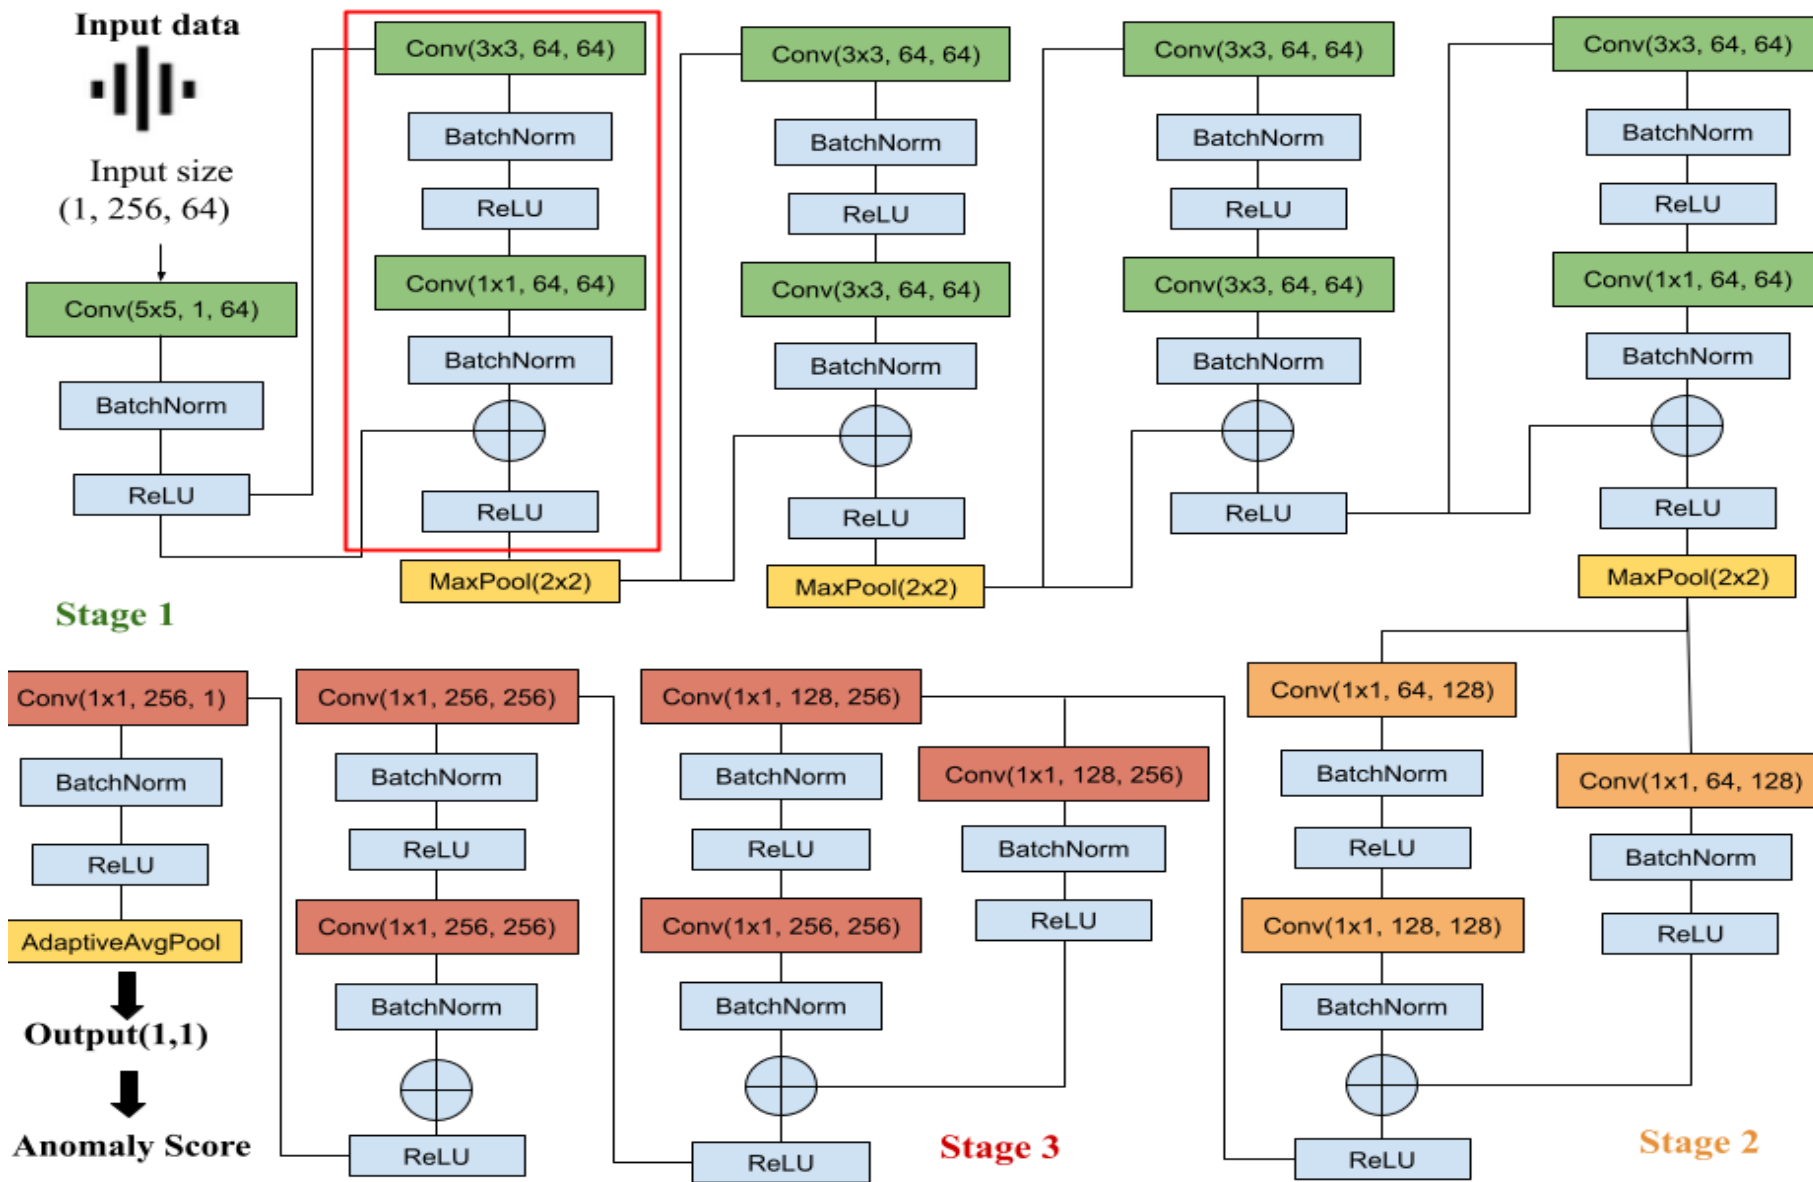 Input data
Input size
(1, 256, 64)
Conv(5x5, 1, 64)
BatchNorm
ReLU
Conv(3x3, 64, 64)
BatchNorm
ReLU
Conv(1x1, 64, 64)
BatchNorm
ReLU
MaxPool(2x2)
Conv(3x3, 64, 64)
BatchNorm
ReLU
Conv(3x3, 64, 64)
BatchNorm
ReLU
MaxPool(2x2)
Conv(3x3, 64, 64)
BatchNorm
ReLU
Conv(3x3, 64, 64)
BatchNorm
ReLU
Conv(3x3, 64, 64)
BatchNorm
ReLU
Conv(1x1, 64, 64)
BatchNorm
ReLU
MaxPool(2x2)
Stage 1
Conv(1x1, 64, 128)
BatchNorm
ReLU
Conv(1x1, 128, 128)
BatchNorm
ReLU
Conv(1x1, 64, 128)
BatchNorm
ReLU
Stage 2
Conv(1x1, 128, 256)
BatchNorm
ReLU
Conv(1x1, 256, 256)
BatchNorm
ReLU
Conv(1x1, 128, 256)
BatchNorm
ReLU
Stage 3
Conv(1x1, 256, 256)
BatchNorm
ReLU
Conv(1x1, 256, 256)
BatchNorm
ReLU
Conv(1x1, 256, 1)
BatchNorm
ReLU
AdaptiveAvgPool
Output(1,1)
Anomaly Score